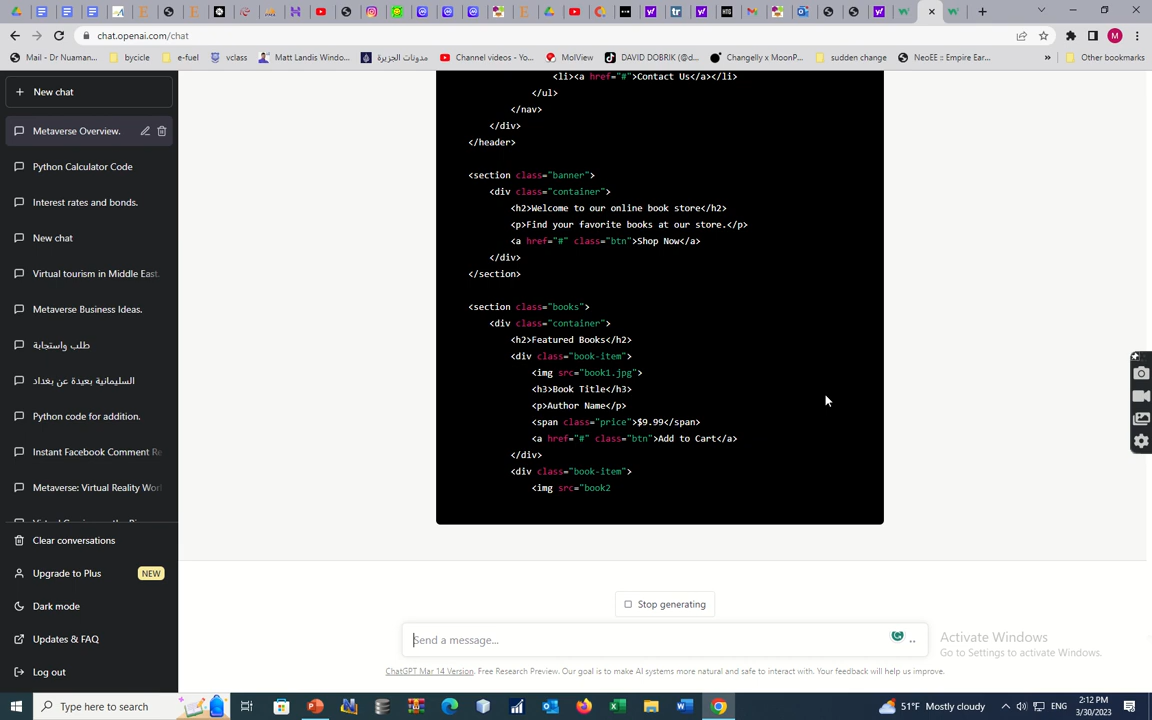 chat.openai.com/chat
Mail - Dr Nuaman...
bycicle
e-fuel
vclass
Matt Landis Windo...
مدونات الجزيرة
Channel videos - Yo...
MolView
DAVID DOBRIK (@d...
Changelly x MoonP...
sudden change
NeoEE :: Empire Ear...
»
Other bookmarks
New chat
Metaverse Overview.
Python Calculator Code
Interest rates and bonds.
New chat
Virtual tourism in Middle East.
Metaverse Business Ideas.
طلب واستجابة
السليمانية بعيدة عن بغداد
Python code for addition.
Instant Facebook Comment Re
Metaverse: Virtual Reality Worl
Clear conversations
Upgrade to Plus NEW
Dark mode
Updates & FAQ
Log out
<li><a href="#">Contact Us</a></li>
</ul>
</nav>
</div>
</header>
<section class="banner">
<div class="container">
<h2>Welcome to our online book store</h2>
<p>Find your favorite books at our store.</p>
<a href="#" class="btn">Shop Now</a>
</div>
</section>
<section class="books">
<div class="container">
<h2>Featured Books</h2>
<div class="book-item">
<img src="book1.jpg">
<h3>Book Title</h3>
<p>Author Name</p>
<span class="price">$9.99</span>
<a href="#" class="btn">Add to Cart</a>
</div>
<div class="book-item">
<img src="book2
Stop generating
Send a message...
Activate Windows
Go to Settings to activate Windows.
ChatGPT Mar 14 Version. Free Research Preview. Our goal is to make AI systems more natural and safe to interact with. Your feedback will help us improve.
Type here to search
51°F Mostly cloudy
ENG
2:12 PM
3/30/2023